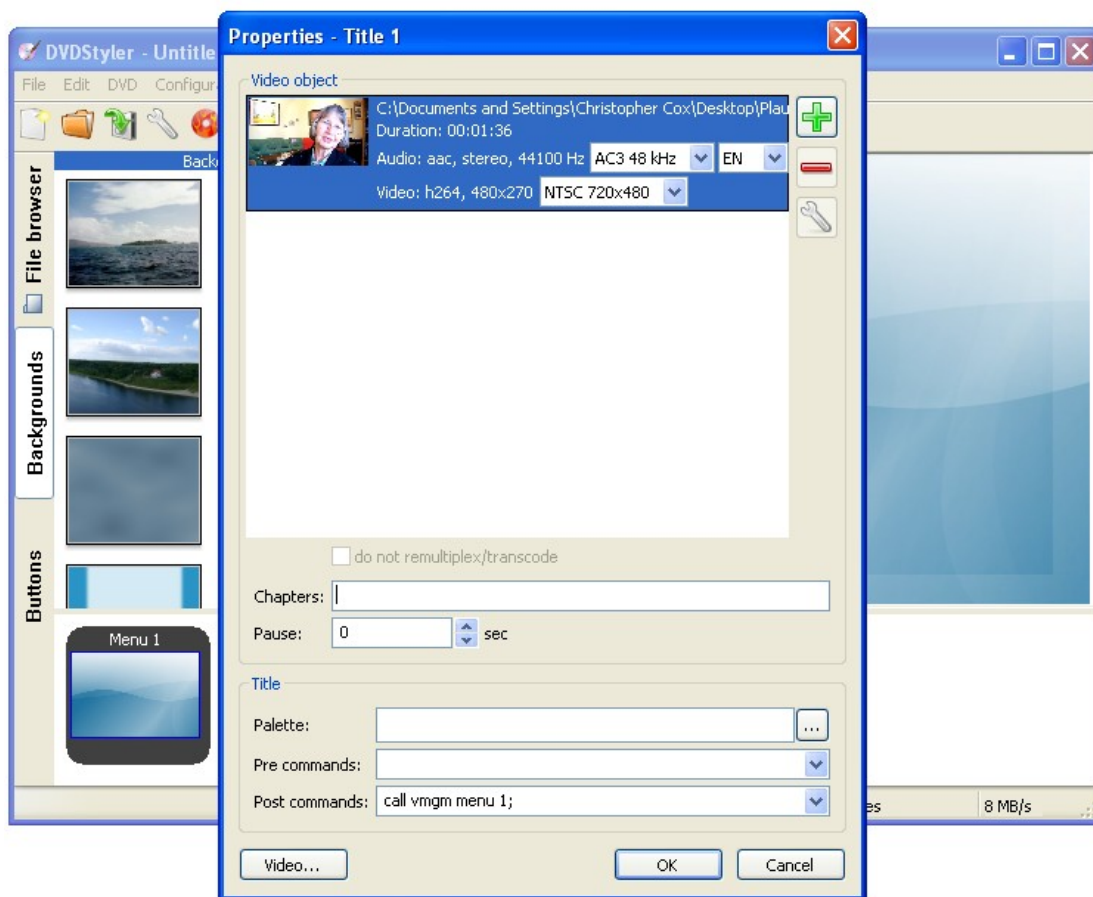 DVDStyler - Untitle
File Edit DVD Configur
File browser
Backgrounds
Buttons
Back
Menu 1
es
8 MB/s
Properties - Title 1
Video object
C:\Documents and Settings\Christopher Cox\Desktop\Plau
Duration: 00:01:36
Audio: aac, stereo, 44100 Hz AC3 48 kHz EN
Video: h264, 480x270 NTSC 720x480
do not remultiplex/transcode
Chapters:
Pause: 0 sec
Title
Palette: ...
Pre commands:
Post commands: call vmgm menu 1;
Video... OK Cancel